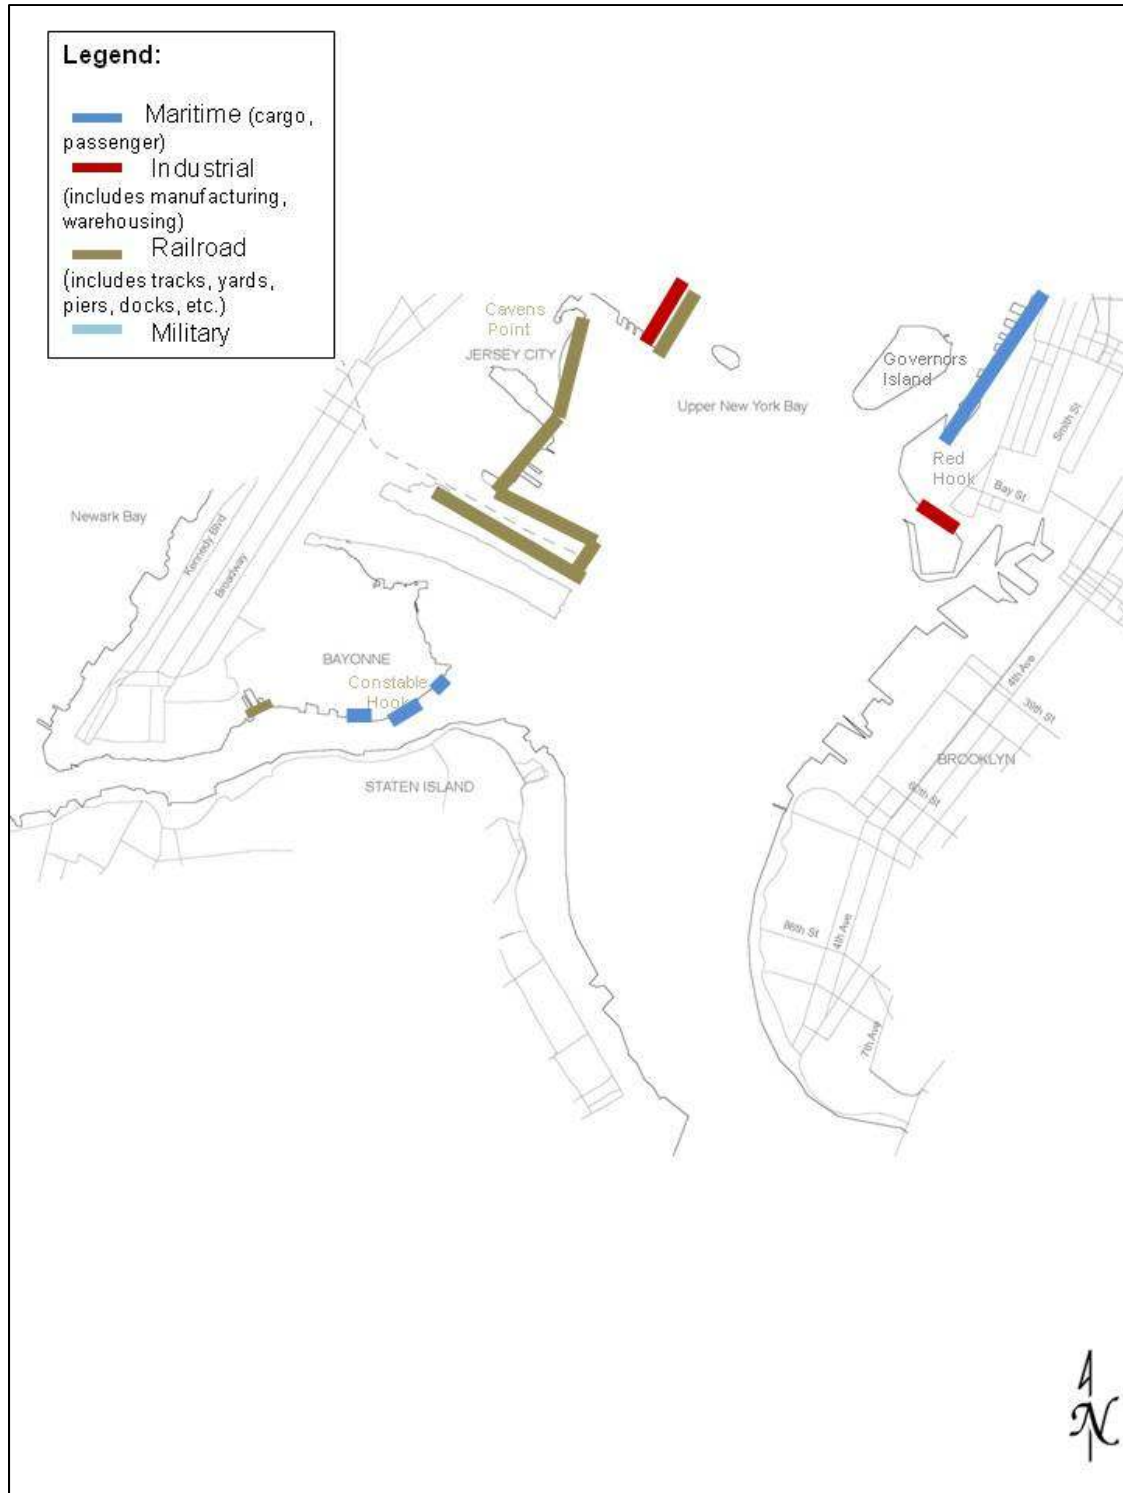 Legend:
Maritime (cargo,
passenger)
Industrial
(includes manufacturing,
warehousing)
Railroad
(includes tracks, yards,
piers, docks, etc.)
Military
Cavens
Point
JERSEY CITY
Governors
Island
Upper New York Bay
Smith St
Red
Hook
Bay St
Newark Bay
Kennedy Blvd
Broadway
BAYONNE
Constable
Hook
4th Ave
39th St
BROOKLYN
STATEN ISLAND
60th St
86th St
4th Ave
7th Ave
N